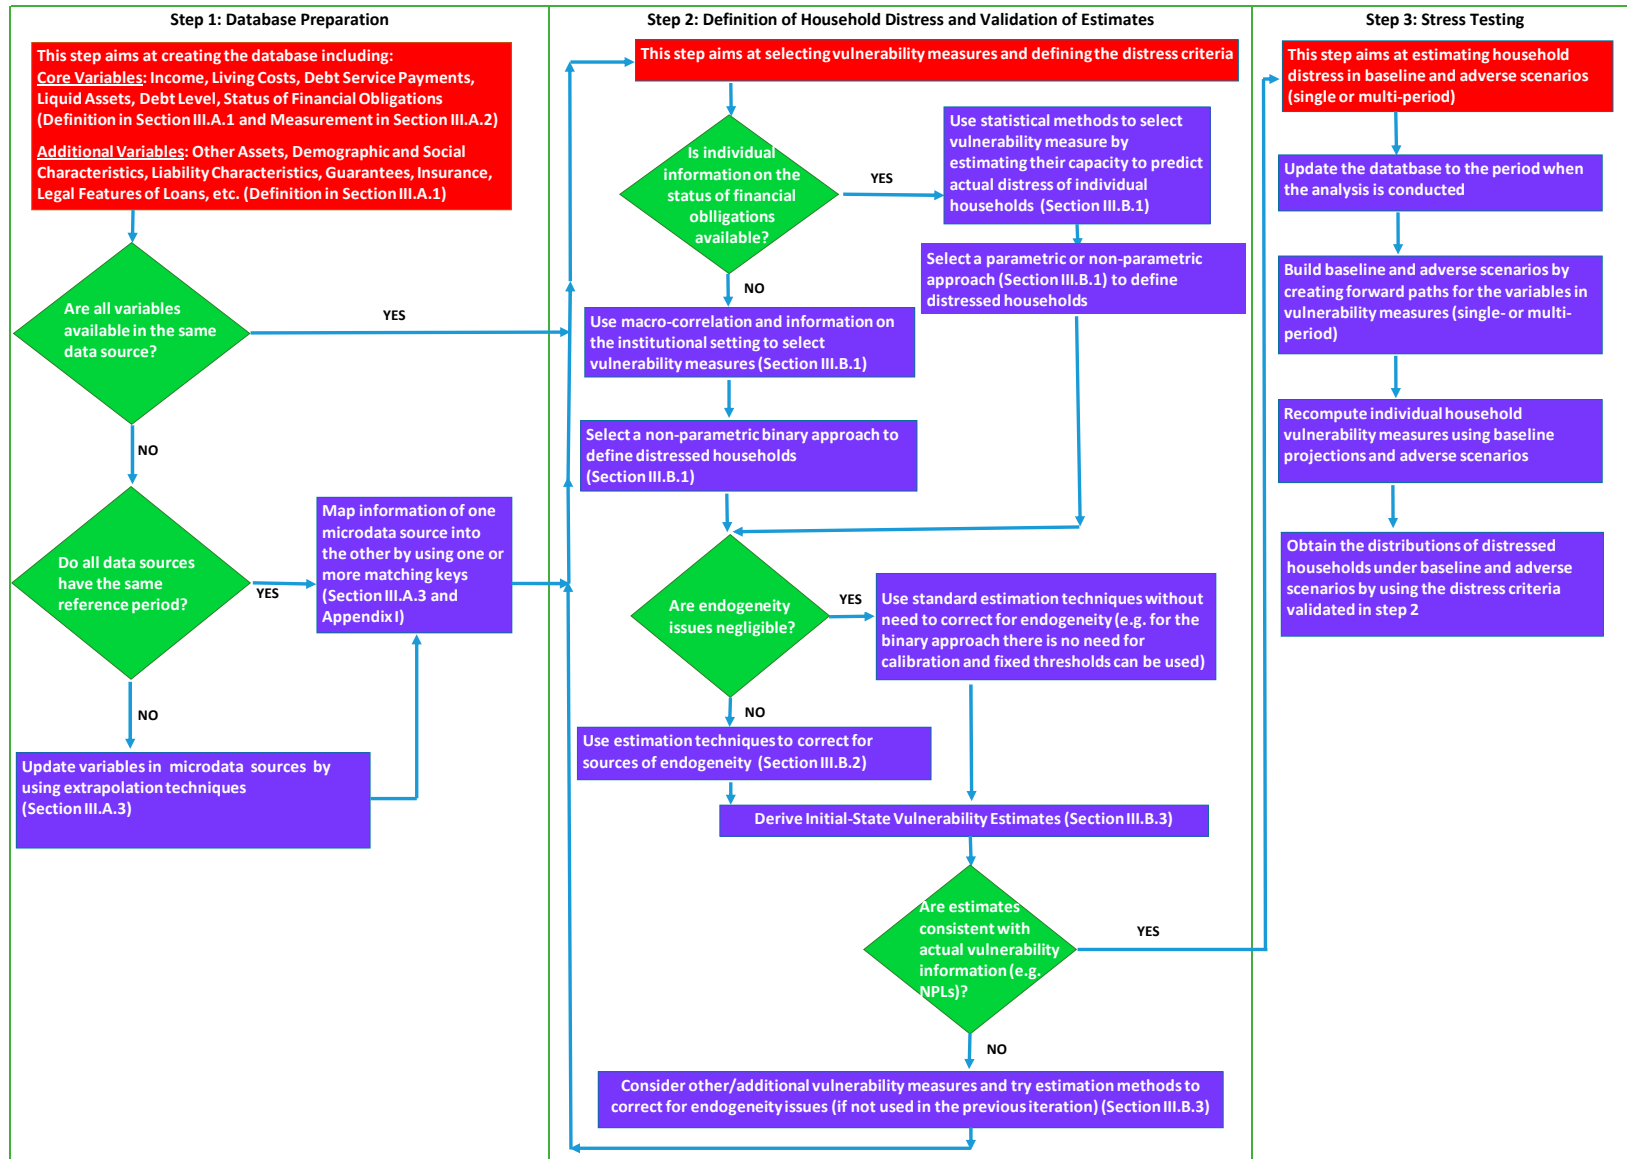 Step 1: Database Preparation
This step aims at creating the database including:
Core Variables: Income, Living Costs, Debt Service Payments,
Liquid Assets, Debt Level, Status of Financial Obligations
(Definition in Section III.A.1 and Measurement in Section III.A.2)
Additional Variables: Other Assets, Demographic and Social
Characteristics, Liability Characteristics, Guarantees, Insurance,
Legal Features of Loans, etc. (Definition in Section III.A.1)
Are all variables
available in the same
data source?
YES
NO
Do all data sources
have the same
reference period?
YES
Map information of one
microdata source into
the other by using one or
more matching keys
(Section III.A.3 and
Appendix I)
NO
Update variables in microdata sources by
using extrapolation techniques
(Section III.A.3)
Step 2: Definition of Household Distress and Validation of Estimates
This step aims at selecting vulnerability measures and defining the distress criteria
Is individual
information on the
status of financial
oblligations
available?
YES
Use statistical methods to select
vulnerability measure by
estimating their capacity to predict
actual distress of individual
households (Section III.B.1)
Select a parametric or non-parametric
approach (Section III.B.1) to define
distressed households
NO
Use macro-correlation and information on
the institutional setting to select
vulnerability measures (Section III.B.1)
Select a non-parametric binary approach to
define distressed households
(Section III.B.1)
Are endogeneity
issues negligible?
YES
Use standard estimation techniques without
need to correct for endogeneity (e.g. for the
binary approach there is no need for
calibration and fixed thresholds can be used)
NO
Use estimation techniques to correct for
sources of endogeneity (Section III.B.2)
Derive Initial-State Vulnerability Estimates (Section III.B.3)
Are estimates
consistent with
actual vulnerability
information (e.g.
NPLs)?
YES
NO
Consider other/additional vulnerability measures and try estimation methods to
correct for endogeneity issues (if not used in the previous iteration) (Section III.B.3)
Step 3: Stress Testing
This step aims at estimating household
distress in baseline and adverse scenarios
(single or multi-period)
Update the datatbase to the period when
the analysis is conducted
Build baseline and adverse scenarios by
creating forward paths for the variables in
vulnerability measures (single- or multi-
period)
Recompute individual household
vulnerability measures using baseline
projections and adverse scenarios
Obtain the distributions of distressed
households under baseline and adverse
scenarios by using the distress criteria
validated in step 2